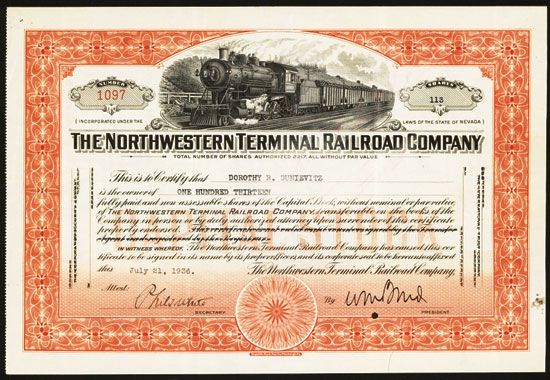 NUMBER
1097
SHARES
113
(INCORPORATED UNDER THE
LAWS OF THE STATE OF NEVADA)
THE NORTHWESTERN TERMINAL RAILROAD COMPANY
TOTAL NUMBER OF SHARES AUTHORIZED 2217, ALL WITHOUT PAR VALUE
This is to Certify that DOROTHY R. DUNIEVITZ
is the owner of ONE HUNDRED THIRTEEN
fully paid and non assessable shares of the Capital Stock, without nominal or par value
of THE NORTHWESTERN TERMINAL RAILROAD COMPANY, transferable on the books of the
Company in person or by duly authorized attorney upon surrender of this certificate
properly endorsed. This certificate
IN WITNESS WHEREOF, The Northwestern Terminal Railroad Company has caused this cer-
tificate to be signed in its name by its proper officers, and its corporate seal to be hereunto affixed
this July 21, 1936. The Northwestern Terminal Railroad Company,
Attest: By
SECRETARY.